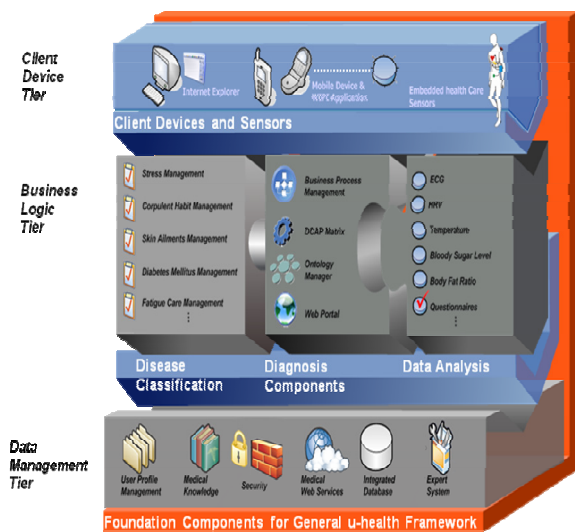 Client
Device
Tier
Internet Explorer
Mobile Device &
Embedded health Care
Application
Sensors
Client Devices and Sensors
Business
Logic
Tier
Stress Management
Corpulent Habit Management
Skin Ailments Management
Diabetes Mellitus Management
Fatigue Care Management
Business Process
Management
DCAP Matrix
Ontology
Manager
Web Portal
ECG
HRV
Temperature
Bloody Sugar Level
Body Fat Ratio
Questionnaires
Disease
Classification
Diagnosis
Components
Data Analysis
Data
Management
Tier
User Profile
Management
Medical
Knowledge
Security
Medical
Web Services
Integrated
Database
Expert
System
Foundation Components for General u-health Framework